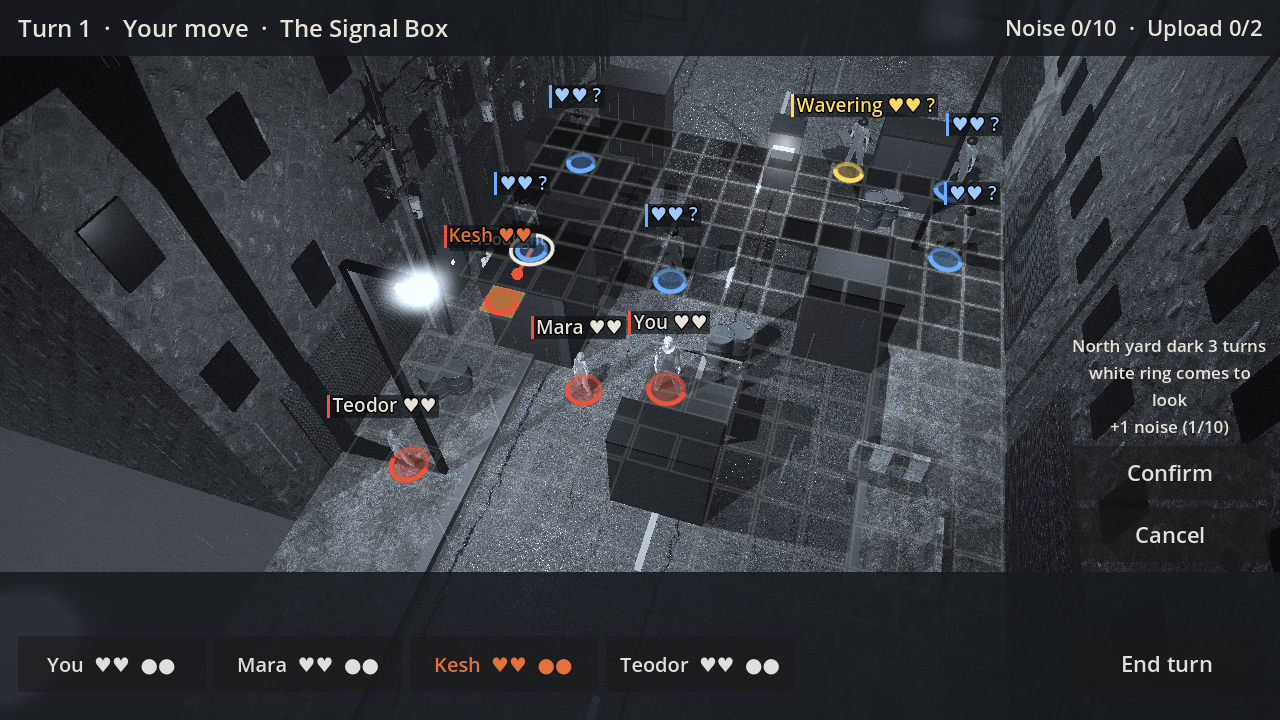 Turn 1 · Your move · The Signal Box
Noise 0/10 · Upload 0/2
♥♥ ?
Wavering ♥♥ ?
♥♥ ?
♥♥ ?
♥♥ ?
♥♥ ?
Kesh ♥♥
Mara ♥♥
You ♥♥
Teodor ♥♥
North yard dark 3 turns
white ring comes to
look
+1 noise (1/10)
Confirm
Cancel
You ♥♥ ●●
Mara ♥♥ ●●
Kesh ♥♥ ●●
Teodor ♥♥ ●●
End turn